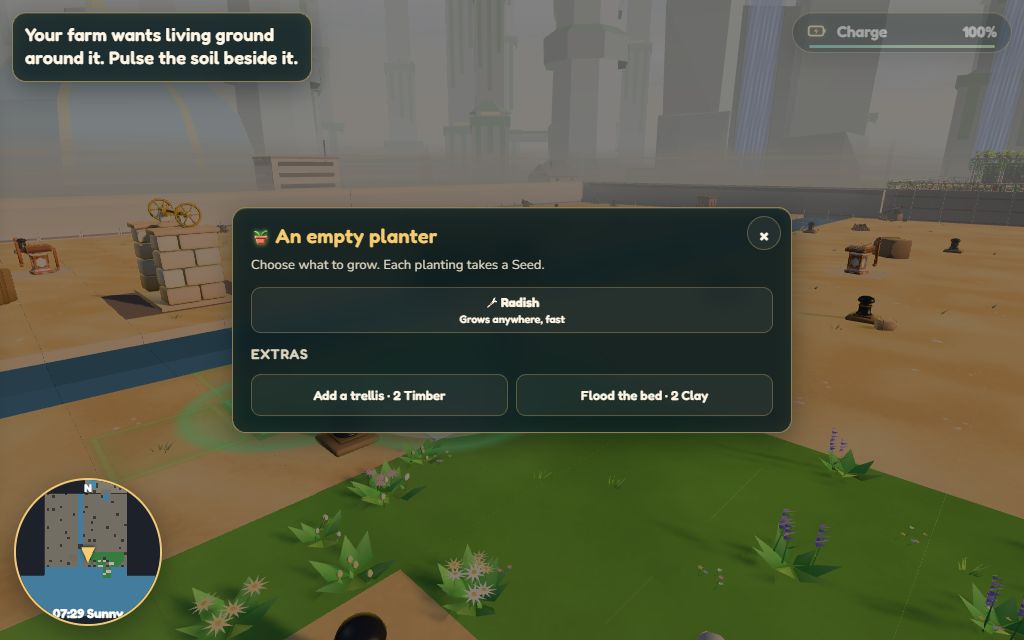 Your farm wants living ground
around it. Pulse the soil beside it.
Charge 100%
An empty planter
Choose what to grow. Each planting takes a Seed.
Radish
Grows anywhere, fast
EXTRAS
Add a trellis · 2 Timber
Flood the bed · 2 Clay
N
07:29 Sunny